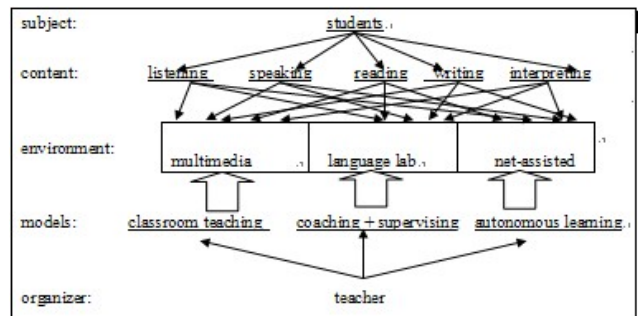 subject: students
content: listening speaking reading writing interpreting
environment: multimedia language lab net-assisted
models: classroom teaching coaching + supervising autonomous learning
organizer: teacher